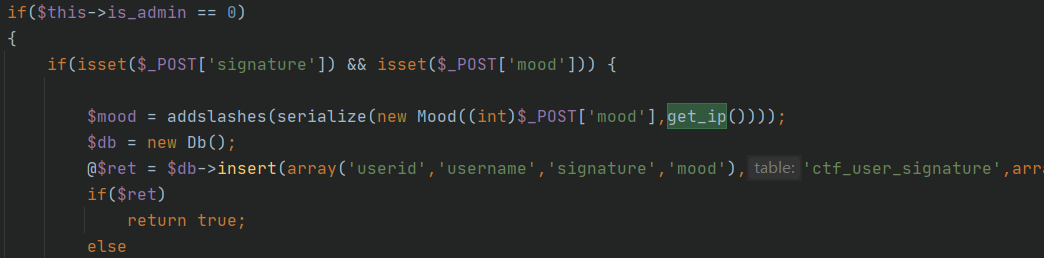 if($this->is_admin == 0)
{
if(isset($_POST['signature']) && isset($_POST['mood'])) {
$mood = addslashes(serialize(new Mood((int)$_POST['mood'],get_ip())));
$db = new Db();
@$ret = $db->insert(array('userid','username','signature','mood'), table: 'ctf_user_signature',arr
if($ret)
return true;
else